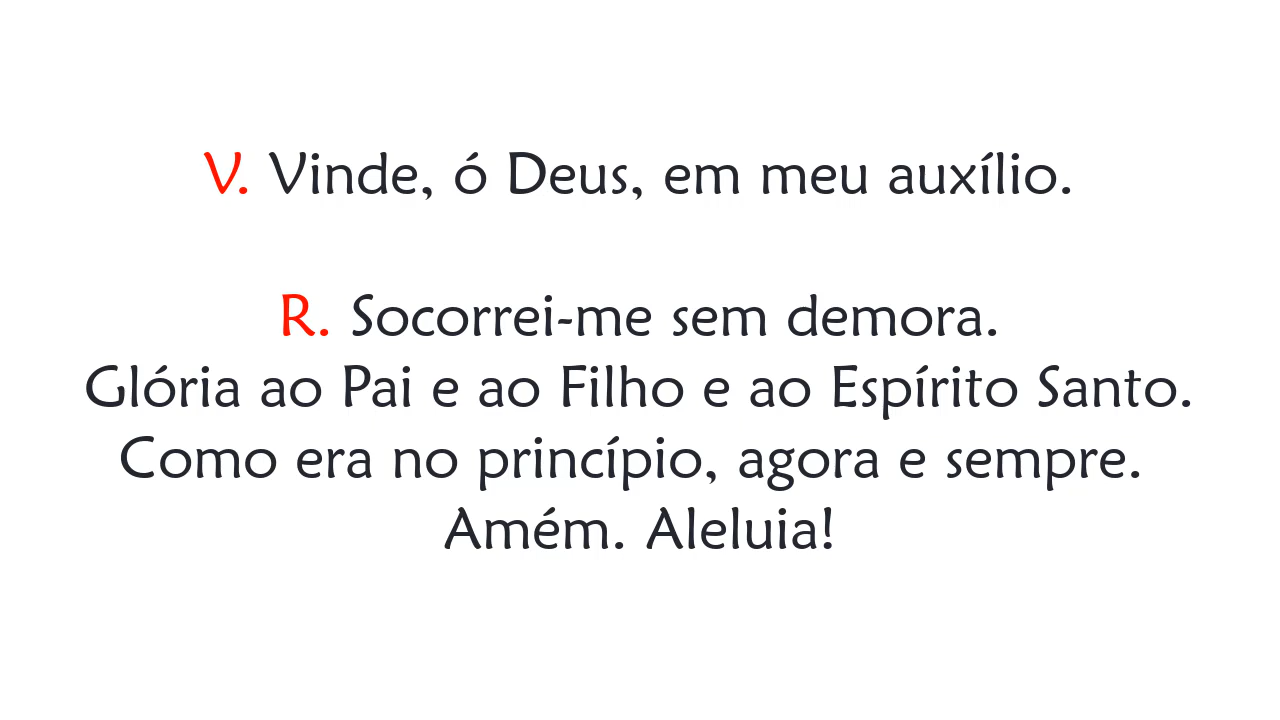 V. Vinde, ó Deus, em meu auxílio.
R. Socorrei-me sem demora.
Glória ao Pai e ao Filho e ao Espírito Santo.
Como era no princípio, agora e sempre.
Amém. Aleluia!